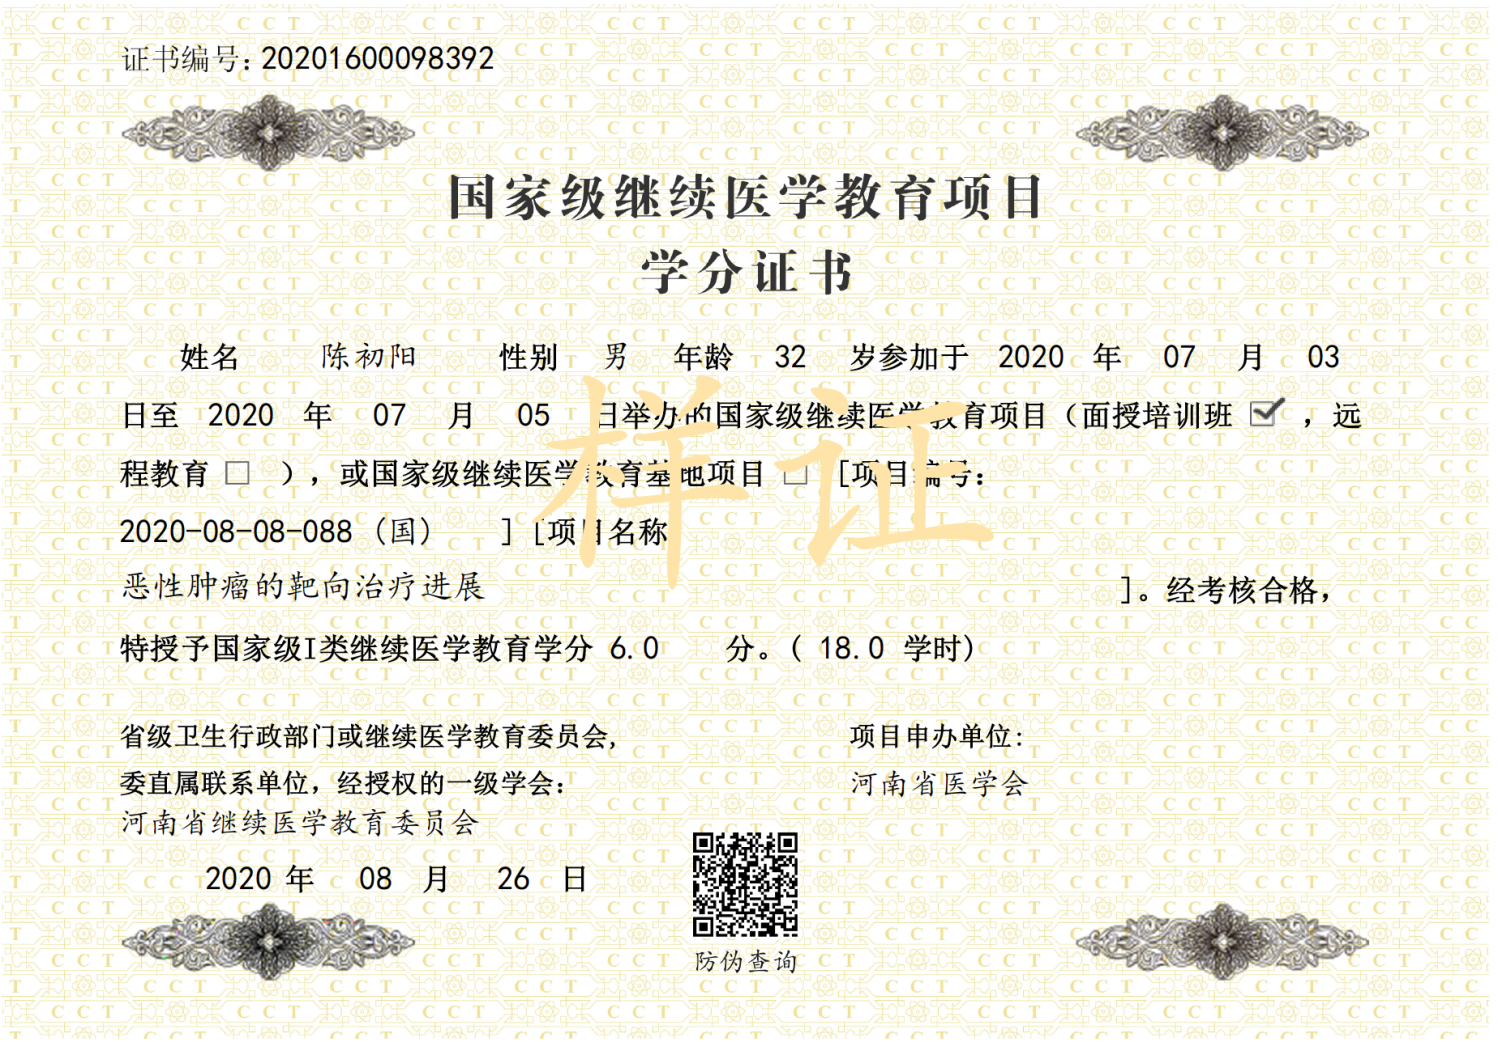 证书编号: 20201600098392
国家级继续医学教育项目
学分证书
姓名 陈初阳 性别 男 年龄 32 岁参加于 2020 年 07 月 03
日至 2020 年 07 月 05 日举办的国家级继续医学教育项目（面授培训班 ☑ ，远
程教育 □ ），或国家级继续医学教育基地项目 □ [项目编号:
2020-08-08-088（国） ] [项目名称
恶性肿瘤的靶向治疗进展 ]。经考核合格，
特授予国家级I类继续医学教育学分 6.0 分。( 18.0 学时)
样证
省级卫生行政部门或继续医学教育委员会,
委直属联系单位，经授权的一级学会:
河南省继续医学教育委员会
2020 年 08 月 26 日
项目申办单位:
河南省医学会
防伪查询